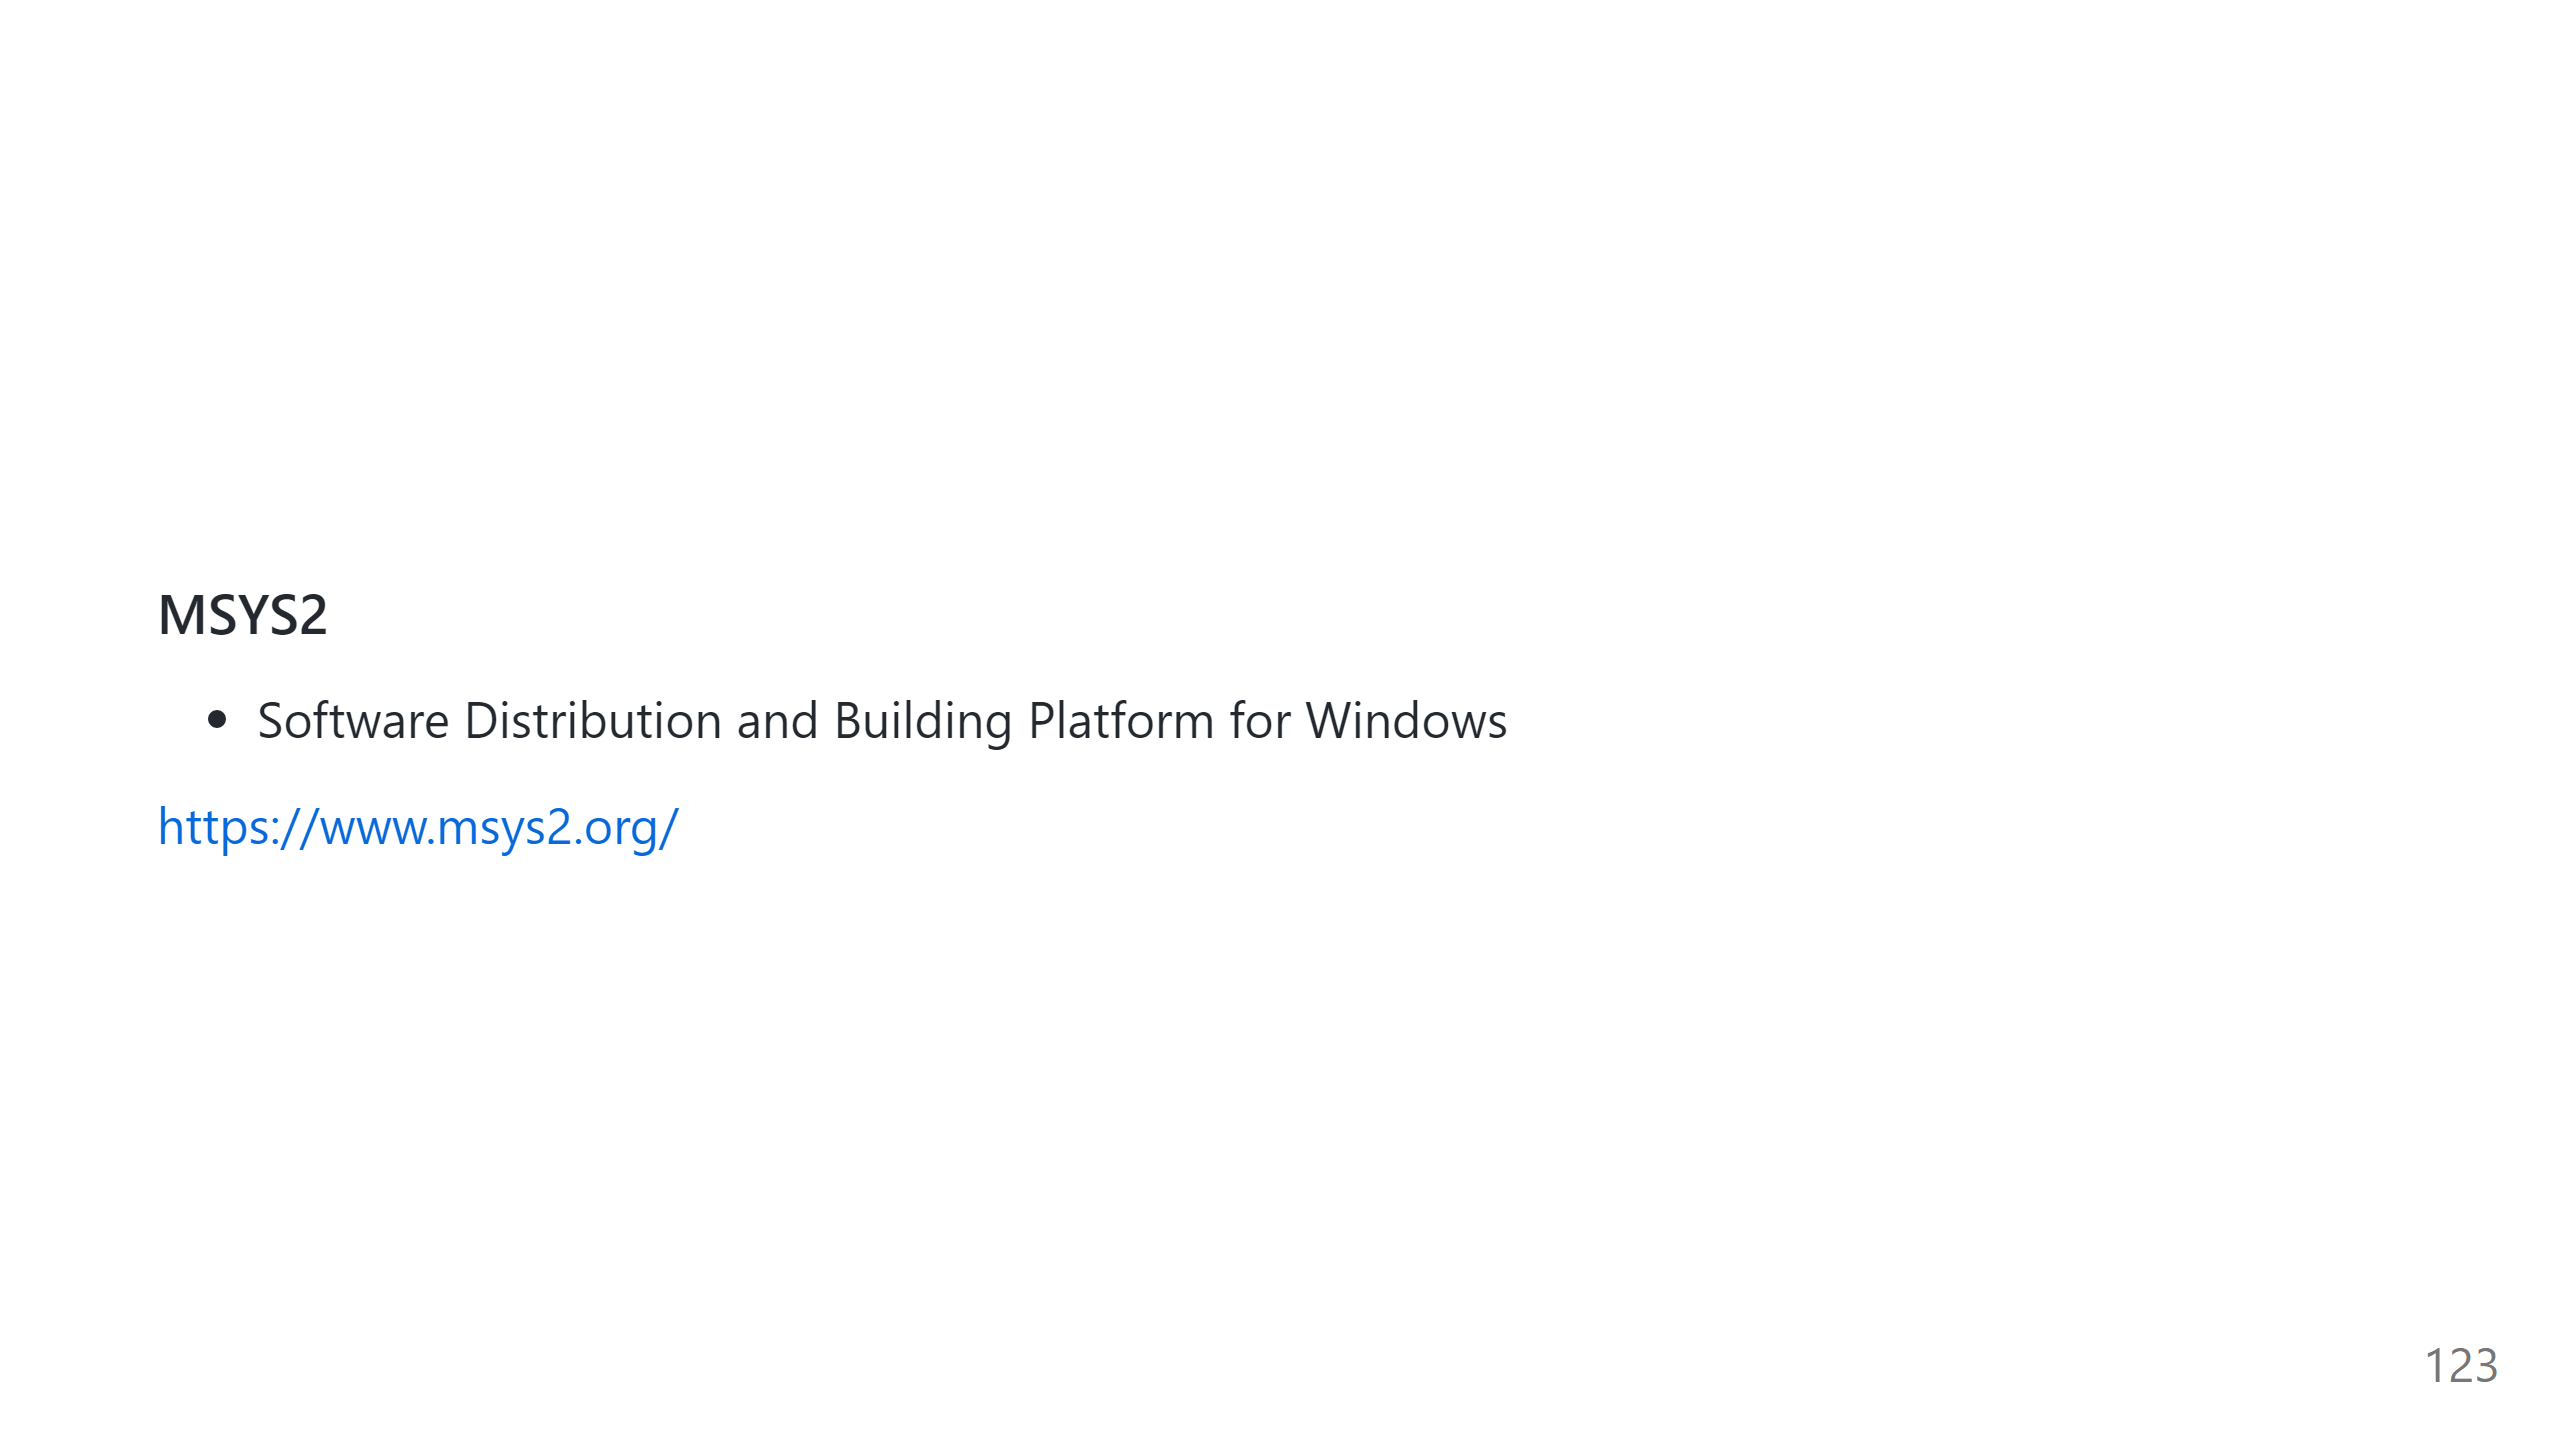 MSYS2
• Software Distribution and Building Platform for Windows
https://www.msys2.org/
123